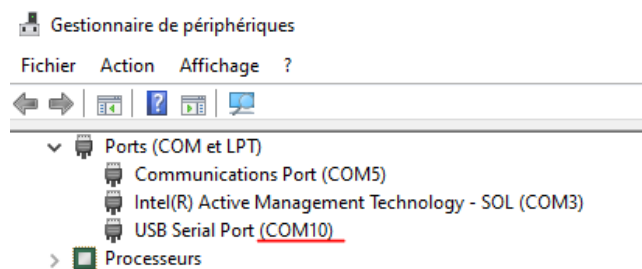 Gestionnaire de périphériques
Fichier Action Affichage ?
Ports (COM et LPT)
Communications Port (COM5)
Intel(R) Active Management Technology - SOL (COM3)
USB Serial Port (COM10)
Processeurs